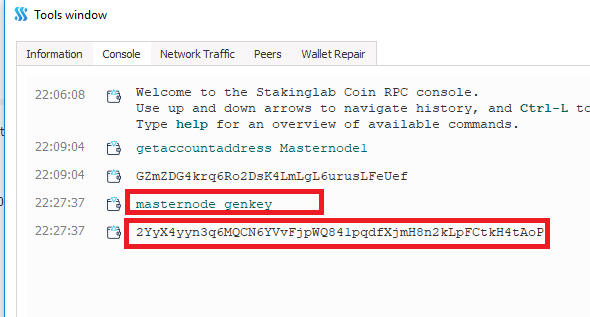 Tools window
Information Console Network Traffic Peers Wallet Repair
22:06:08 Welcome to the Stakinglab Coin RPC console.
Use up and down arrows to navigate history, and Ctrl-L to
Type help for an overview of available commands.
22:09:04 getaccountaddress Masternode1
22:09:04 GZmZDG4krq6Ro2DsK4LmLgL6urusLFeUef
22:27:37 masternode genkey
22:27:37 2YyX4yyn3q6MQCN6YVvFjpWQ841pqdfXjmH8n2kLpFCtkH4tAoP